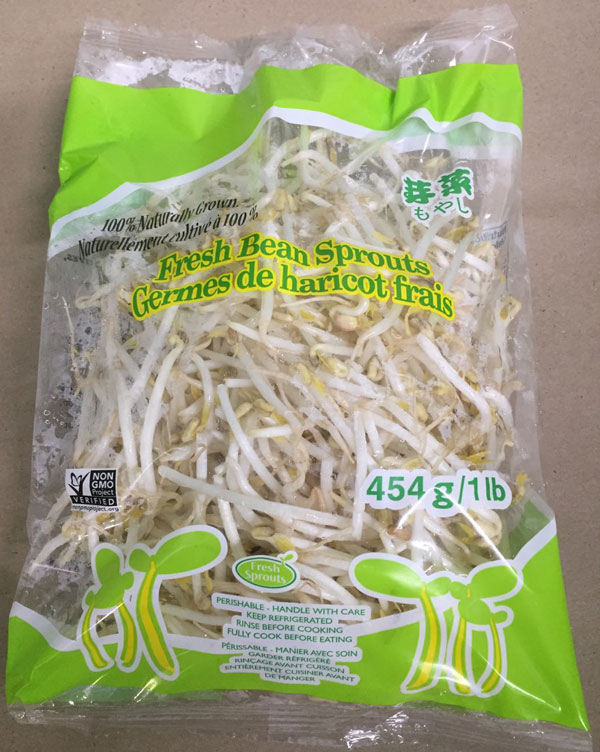 100% Naturally Grown
Naturellement cultivé à 100%
芽菜
もやし
Fresh Bean Sprouts
Germes de haricot frais
NON
GMO
Project
VERIFIED
nongmoproject.org
454 g/1 lb
Fresh
Sprouts
PERISHABLE - HANDLE WITH CARE
KEEP REFRIGERATED
RINSE BEFORE COOKING
FULLY COOK BEFORE EATING
PÉRISSABLE - MANIER AVEC SOIN
GARDER RÉFRIGÉRÉ
RINÇAGE AVANT CUISSON
ENTIÈREMENT CUISINER AVANT
DE MANGER